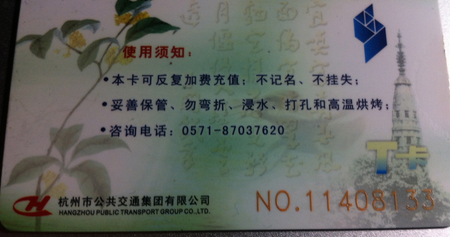 使用须知：
·本卡可反复加费充值；不记名、不挂失；
·妥善保管、勿弯折、浸水、打孔和高温烘烤；
·咨询电话：0571-87037620
T卡
杭州市公共交通集团有限公司
HANGZHOU PUBLIC TRANSPORT GROUP CO.,LTD.
NO.11408133